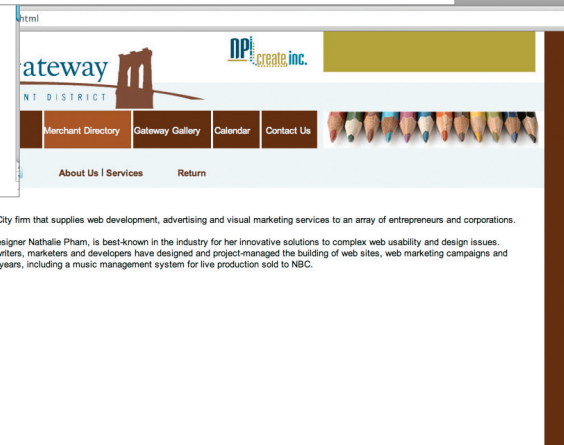 html
ateway
NT DISTRICT
NPI create, inc.
Merchant Directory Gateway Gallery Calendar Contact Us
About Us | Services Return
City firm that supplies web development, advertising and visual marketing services to an array of entrepreneurs and corporations.
esigner Nathalie Pham, is best-known in the industry for her innovative solutions to complex web usability and design issues.
writers, marketers and developers have designed and project-managed the building of web sites, web marketing campaigns and
years, including a music management system for live production sold to NBC.